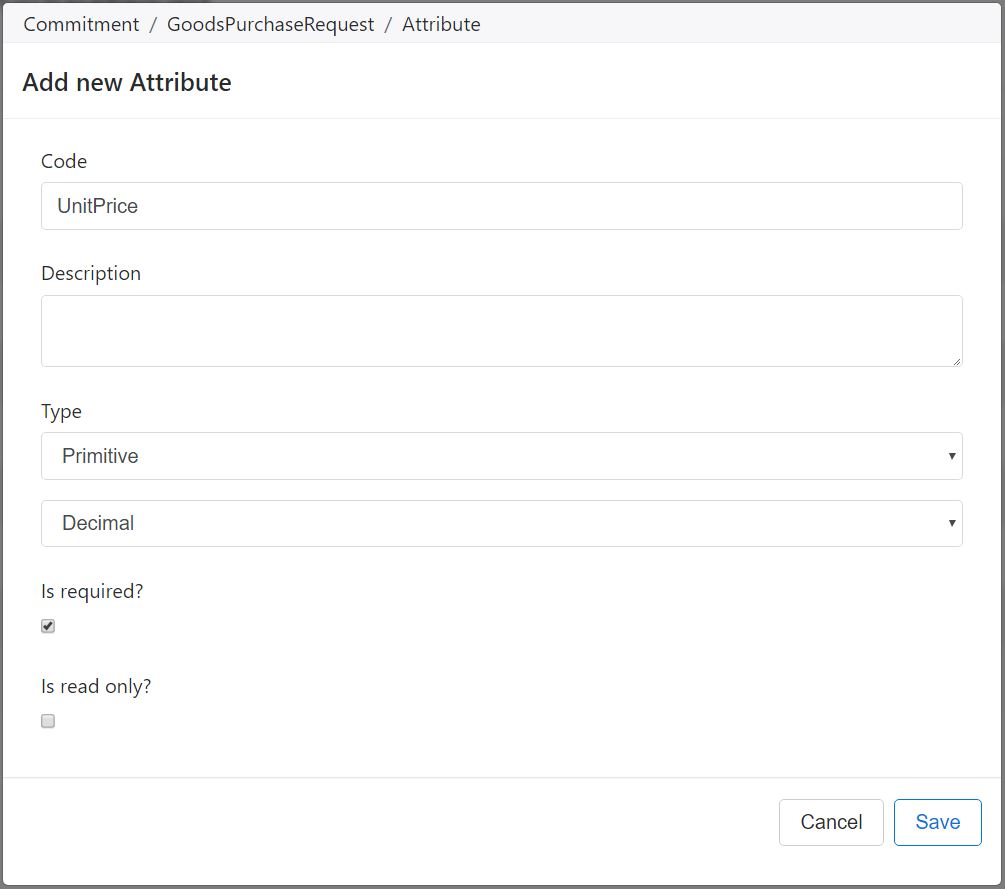 Commitment / GoodsPurchaseRequest / Attribute
Add new Attribute
Code
UnitPrice
Description
Type
Primitive
Decimal
Is required?
Is read only?
Cancel Save